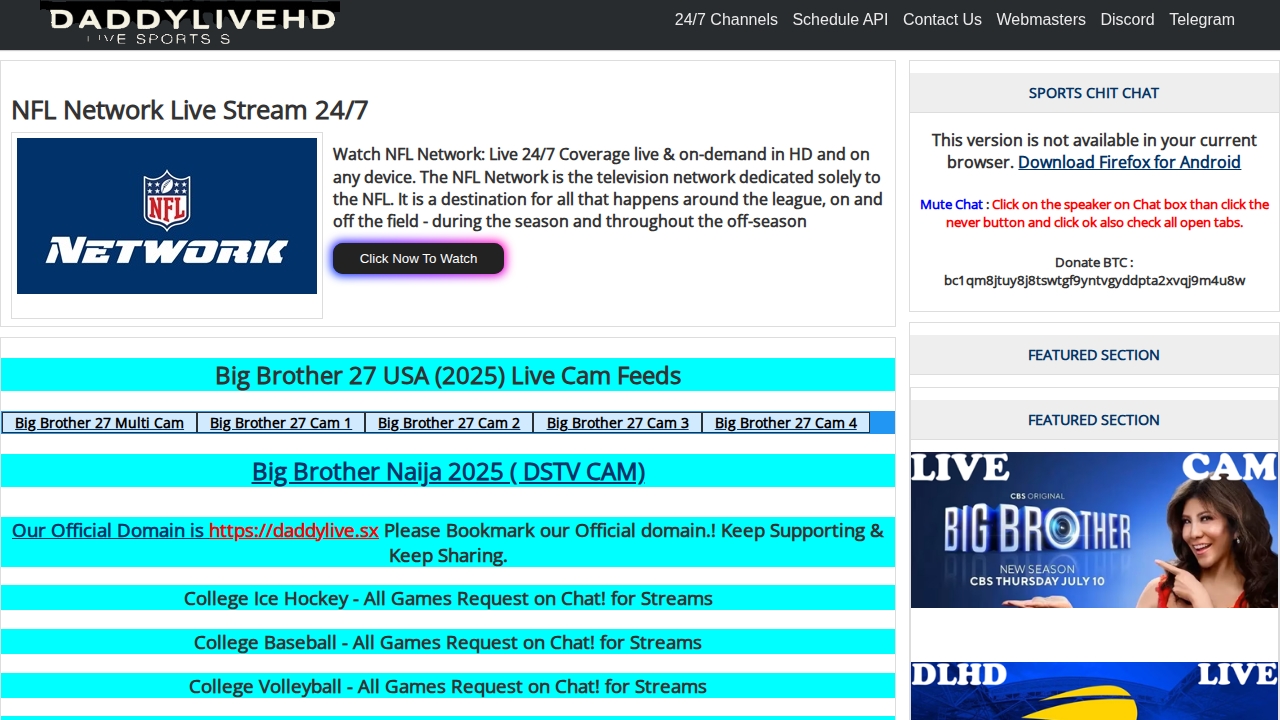 DADDYLIVEHD
LIVE SPORTS S
24/7 Channels
Schedule API
Contact Us
Webmasters
Discord
Telegram
NFL Network Live Stream 24/7
NFL
NETWORK
Watch NFL Network: Live 24/7 Coverage live & on-demand in HD and on
any device. The NFL Network is the television network dedicated solely to
the NFL. It is a destination for all that happens around the league, on and
off the field - during the season and throughout the off-season
Click Now To Watch
Big Brother 27 USA (2025) Live Cam Feeds
Big Brother 27 Multi Cam
Big Brother 27 Cam 1
Big Brother 27 Cam 2
Big Brother 27 Cam 3
Big Brother 27 Cam 4
Big Brother Naija 2025 ( DSTV CAM)
Our Official Domain is https://daddylive.sx Please Bookmark our Official domain.! Keep Supporting &
Keep Sharing.
College Ice Hockey - All Games Request on Chat! for Streams
College Baseball - All Games Request on Chat! for Streams
College Volleyball - All Games Request on Chat! for Streams
SPORTS CHIT CHAT
This version is not available in your current
browser. Download Firefox for Android
Mute Chat : Click on the speaker on Chat box than click the
never button and click ok also check all open tabs.
Donate BTC :
bc1qm8jtuy8j8tswtgf9yntvgyddpta2xvqj9m4u8w
FEATURED SECTION
FEATURED SECTION
LIVE CAM
CBS ORIGINAL
BIG BROTHER
NEW SEASON
CBS THURSDAY JULY 10
DLHD LIVE